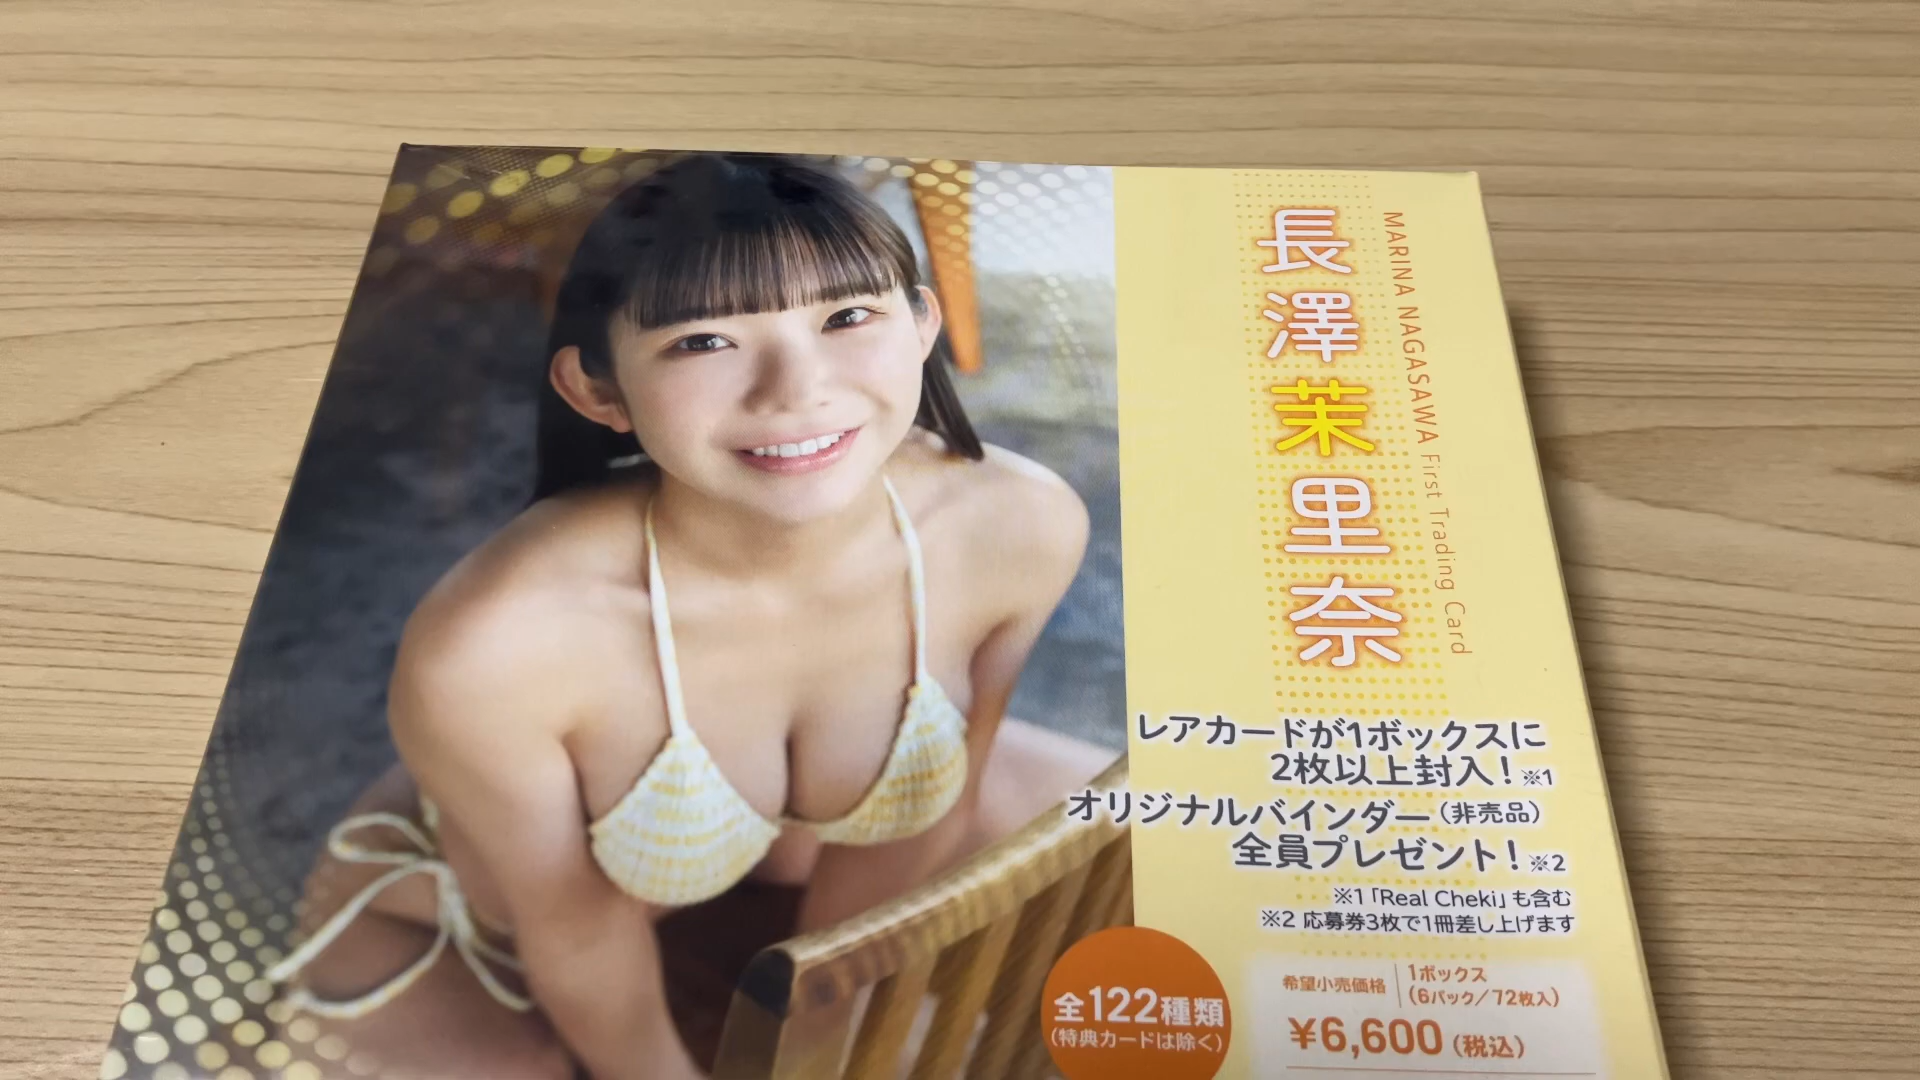 長澤茉里奈
MARINA NAGASAWA First Trading Card
レアカードが1ボックスに
2枚以上封入!※1
オリジナルバインダー(非売品)
全員プレゼント!※2
※1「Real Cheki」も含む
※2 応募券3枚で1冊差し上げます
全122種類
(特典カードは除く)
希望小売価格
1ボックス
(6パック/72枚入)
¥6,600(税込)